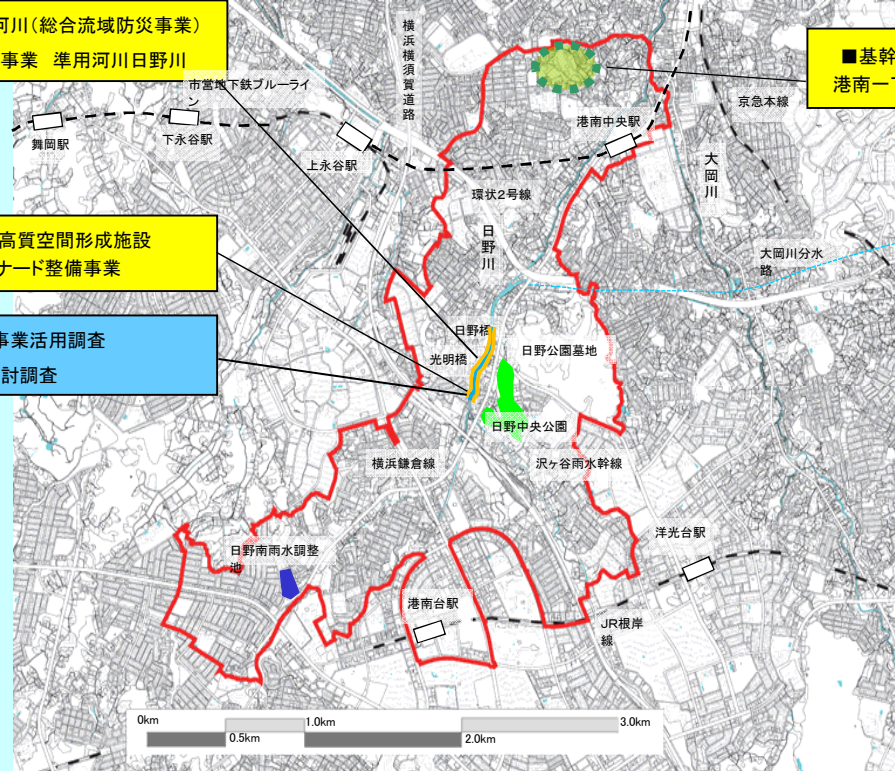 河川(総合流域防災事業)
事業 準用河川日野川
■基幹
港南一丁
横浜横須賀道路
市営地下鉄ブルーライ
ン
京急本線
舞岡駅
下永谷駅
上永谷駅
港南中央駅
大岡川
環状2号線
日野川
大岡川分水
路
高質空間形成施設
ナード整備事業
事業活用調査
討調査
日野橋
光明橋
日野公園墓地
日野中央公園
横浜鎌倉線
沢ヶ谷雨水幹線
日野南雨水調整
池
洋光台駅
港南台駅
JR根岸
線
0km
1.0km
3.0km
0.5km
2.0km